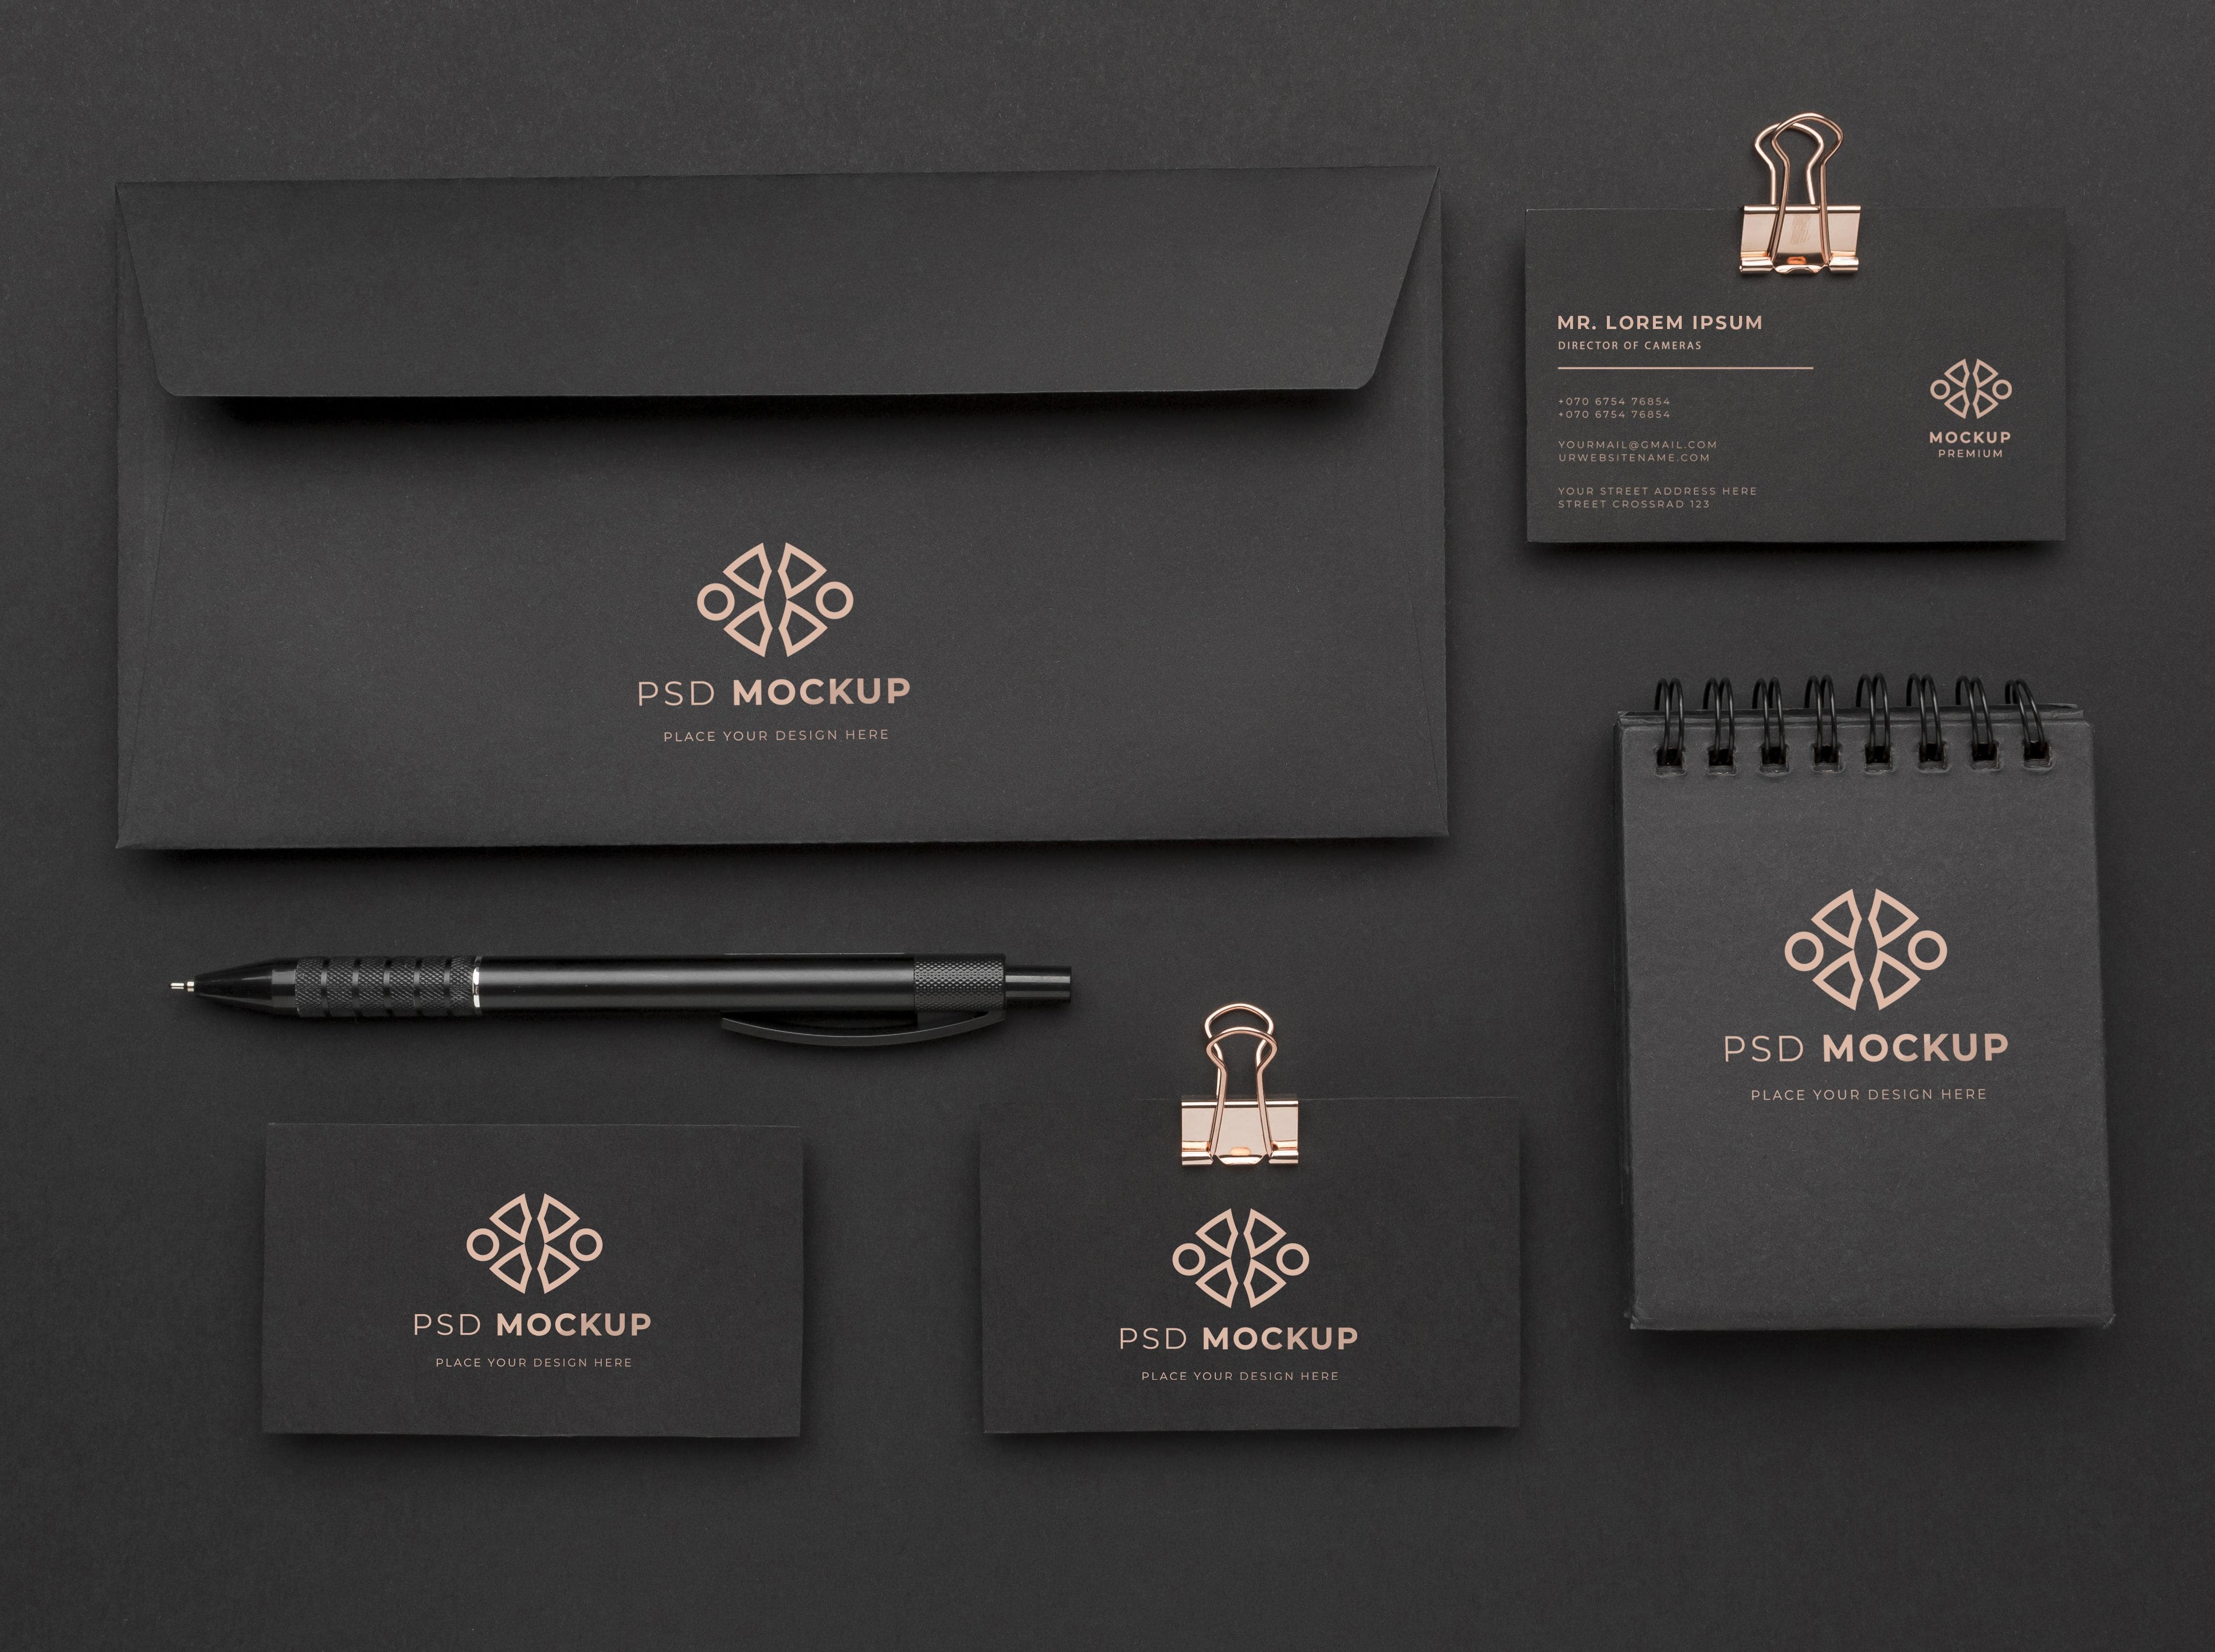 PSD MOCKUP
PLACE YOUR DESIGN HERE
MR. LOREM IPSUM
DIRECTOR OF CAMERAS
+070 6754 76854
+070 6754 76854
YOURMAIL@GMAIL.COM
URWEBSITENAME.COM
YOUR STREET ADDRESS HERE
STREET CROSSRAD 123
MOCKUP
PREMIUM
PSD MOCKUP
PLACE YOUR DESIGN HERE
PSD MOCKUP
PLACE YOUR DESIGN HERE
PSD MOCKUP
PLACE YOUR DESIGN HERE